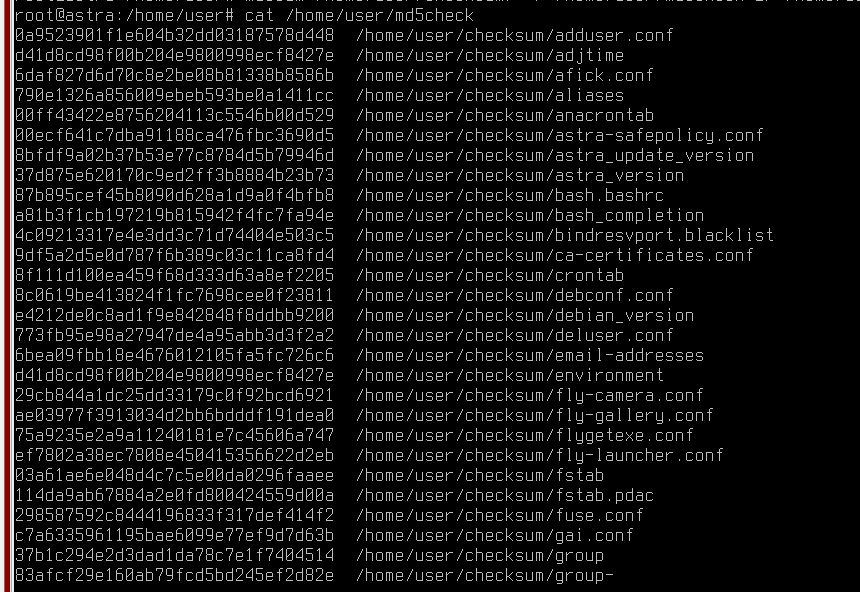 root@astra:/home/user# cat /home/user/md5check
0a9523901f1e604b32dd03187578d448  /home/user/checksum/adduser.conf
d41d8cd98f00b204e9800998ecf8427e  /home/user/checksum/adjtime
6daf827d6d70c8e2be08b81338b8586b  /home/user/checksum/afick.conf
790e1326a856009ebeb593be0a1411cc  /home/user/checksum/aliases
00ff43422e8756204113c5546b00d529  /home/user/checksum/anacrontab
00ecf641c7dba91188ca476fbc3690d5  /home/user/checksum/astra-safepolicy.conf
8bfdf9a02b37b53e77c8784d5b79946d  /home/user/checksum/astra_update_version
37d875e620170c9ed2ff3b8884b23b73  /home/user/checksum/astra_version
87b895cef45b8090d628a1d9a0f4bfb8  /home/user/checksum/bash.bashrc
a81b3f1cb197219b815942f4fc7fa94e  /home/user/checksum/bash_completion
4c09213317e4e3dd3c71d74404e503c5  /home/user/checksum/bindresvport.blacklist
9df5a2d5e0d787f6b389c03c11ca8fd4  /home/user/checksum/ca-certificates.conf
8f111d100ea459f68d333d63a8ef2205  /home/user/checksum/crontab
8c0619be413824f1fc7698cee0f23811  /home/user/checksum/debconf.conf
e4212de0c8ad1f9e842848f8ddbb9200  /home/user/checksum/debian_version
773fb95e98a27947de4a95abb3d3f2a2  /home/user/checksum/deluser.conf
6bea09fbb18e4676012105fa5fc726c6  /home/user/checksum/email-addresses
d41d8cd98f00b204e9800998ecf8427e  /home/user/checksum/environment
29cb844a1dc25dd33179c0f92bcd6921  /home/user/checksum/fly-camera.conf
ae03977f3913034d2bb6bdddf191dea0  /home/user/checksum/fly-gallery.conf
75a9235e2a9a11240181e7c45606a747  /home/user/checksum/flygetexe.conf
ef7802a38ec7808e450415356622d2eb  /home/user/checksum/fly-launcher.conf
03a61ae6e048d4c7c5e00da0296faaee  /home/user/checksum/fstab
114da9ab67884a2e0fd800424559d00a  /home/user/checksum/fstab.pdac
298587592c8444196833f317def414f2  /home/user/checksum/fuse.conf
c7a6335961195bae6099e77ef9d7d63b  /home/user/checksum/gai.conf
37b1c294e2d3dad1da78c7e1f7404514  /home/user/checksum/group
83afcf29e160ab79fcd5bd245ef2d82e  /home/user/checksum/group-